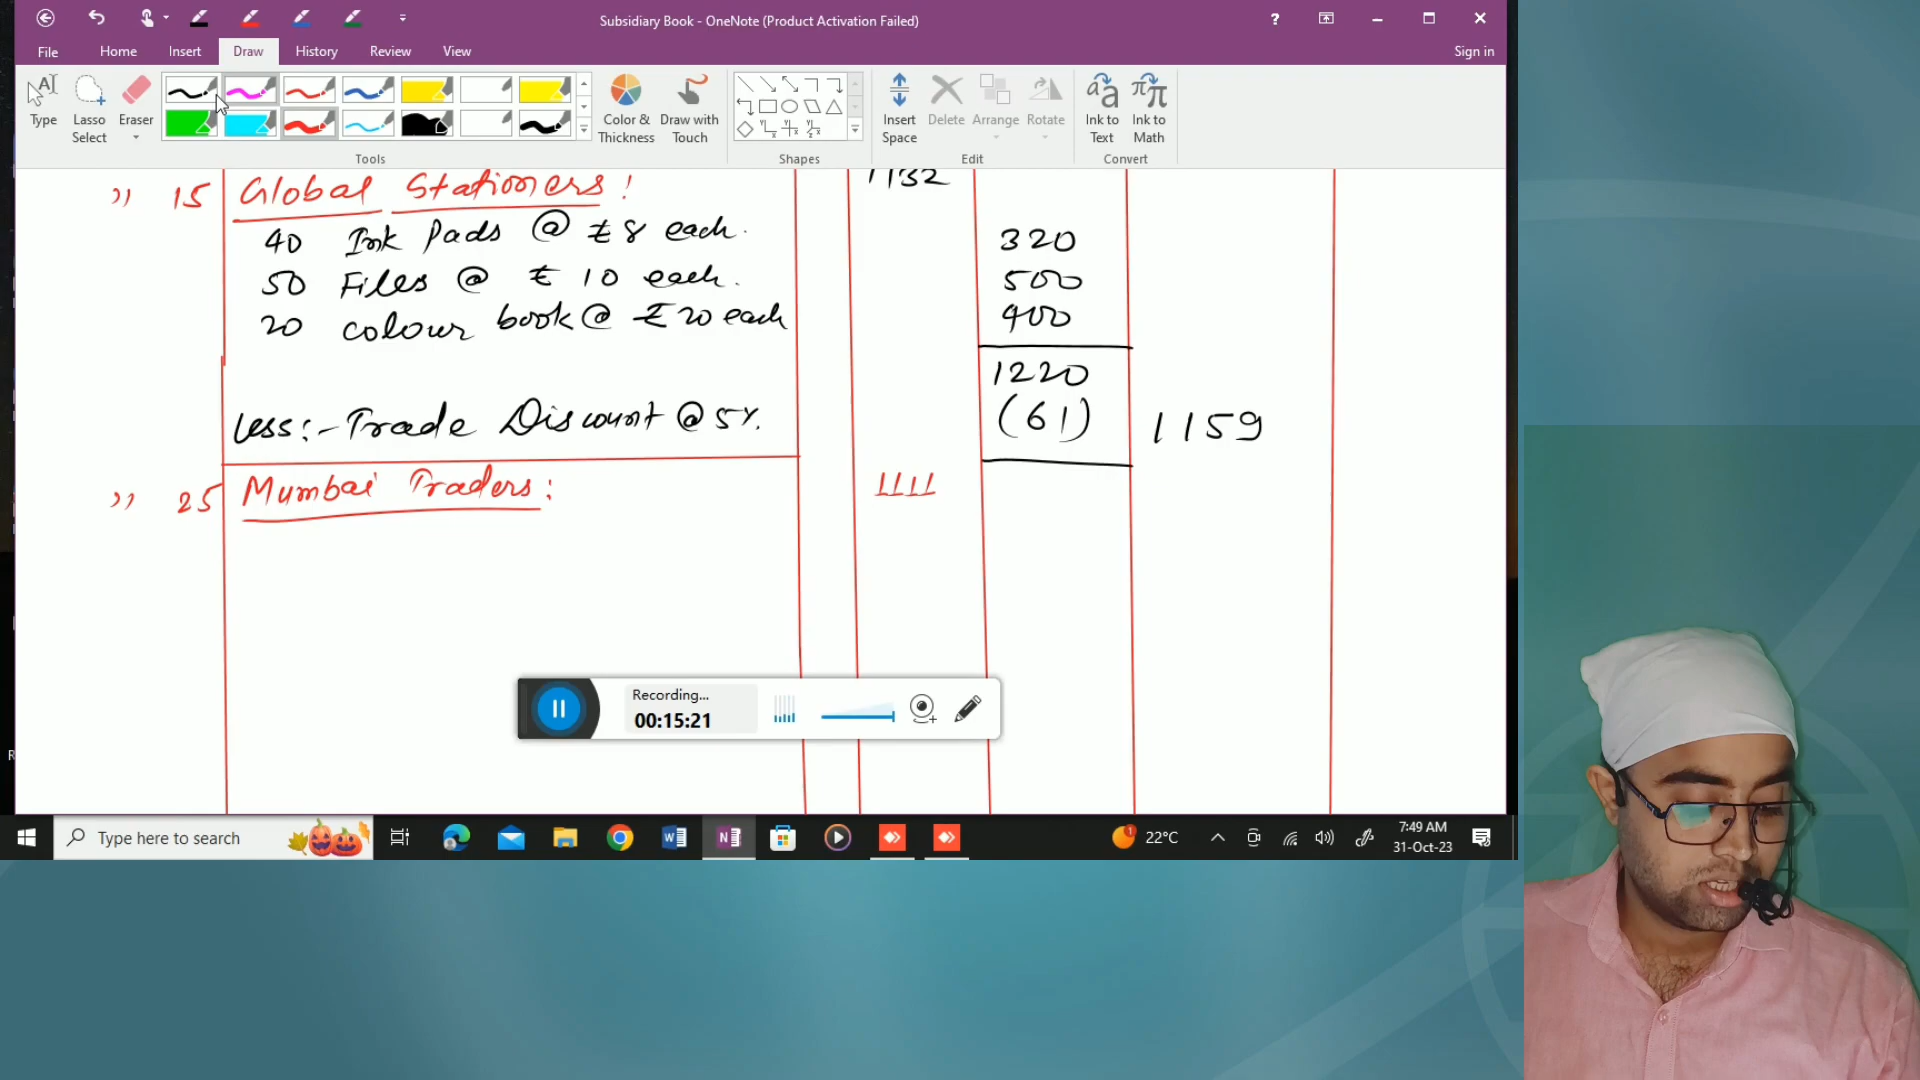 Subsidiary Book - OneNote (Product Activation Failed)
File Home Insert Draw History Review View Sign in
Type Lasso Select Eraser Color & Thickness Draw with Touch Insert Space Delete Arrange Rotate Ink to Text Ink to Math
Tools Shapes Edit Convert
1132
" 15 Global Stationers:
40 Ink Pads @ ₹ 8 each. 320
50 Files @ ₹ 10 each. 500
20 colour book @ ₹ 20 each 400
1220
Less:- Trade Discount @ 5%. (61) 1159
" 25 Mumbai Traders: 1111
Recording...
00:15:21
Type here to search
22°C
7:49 AM
31-Oct-23